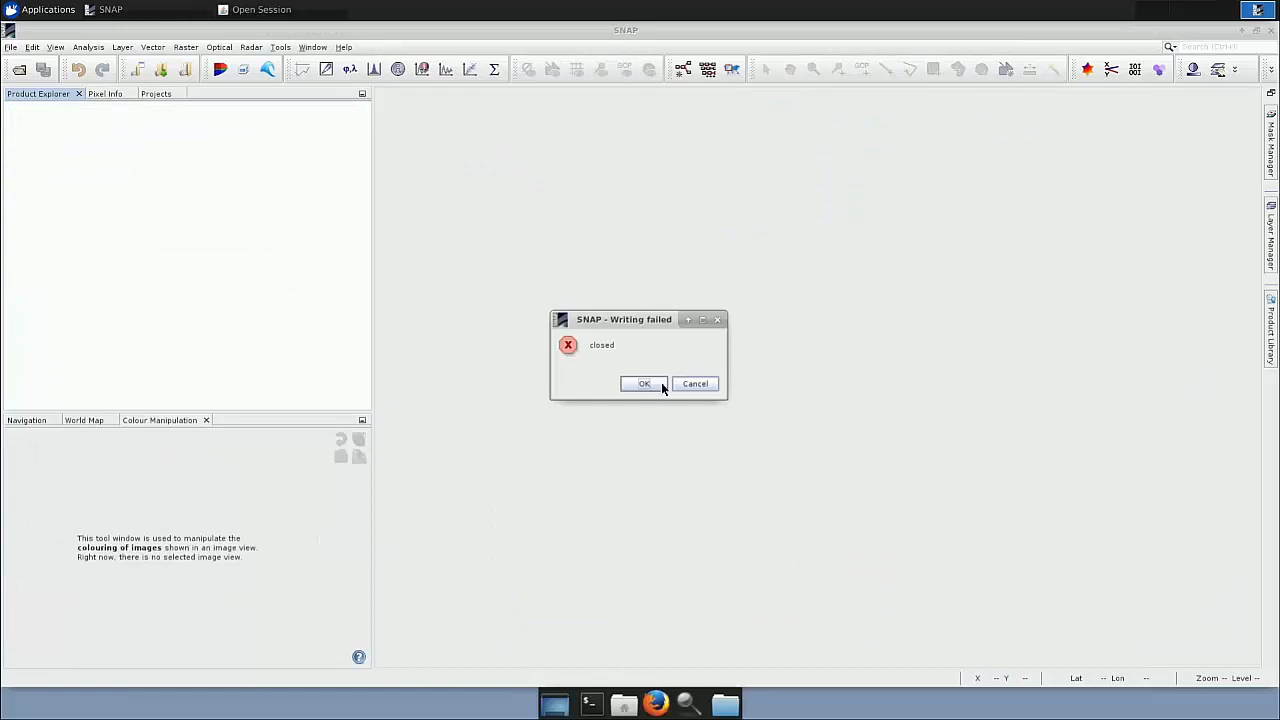 Applications SNAP Open Session
SNAP
File Edit View Analysis Layer Vector Raster Optical Radar Tools Window Help Search (Ctrl+I)
Product Explorer Pixel Info Projects
Mask Manager
Layer Manager
Product Library
SNAP - Writing failed
closed
OK Cancel
Navigation World Map Colour Manipulation
This tool window is used to manipulate the
colouring of images shown in an image view.
Right now, there is no selected image view.
X -- Y -- Lat -- Lon -- Zoom -- Level --